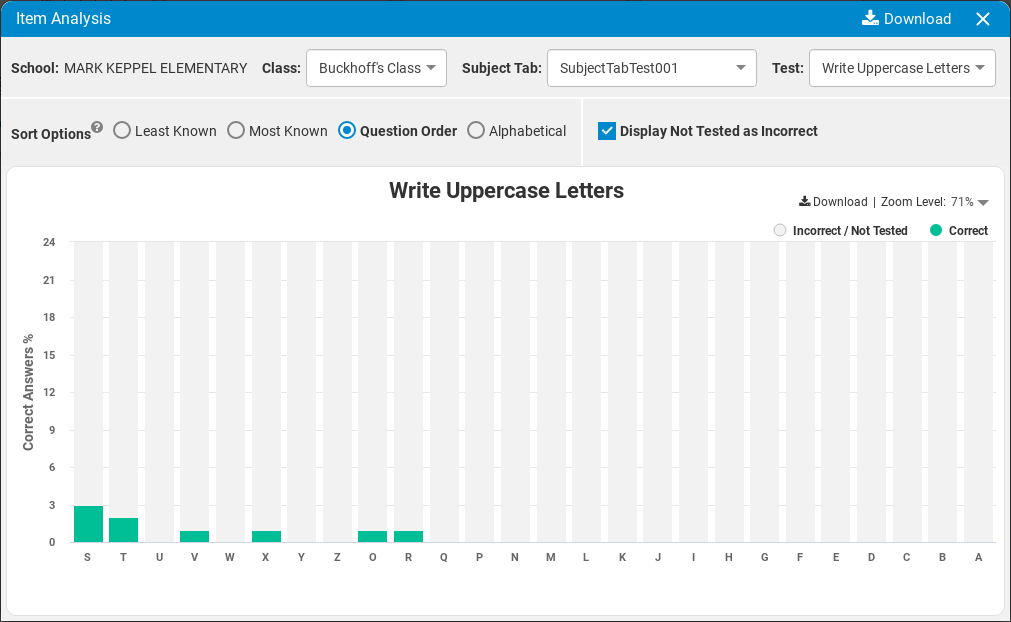 Item Analysis Download
School: MARK KEPPEL ELEMENTARY Class: Buckhoff's Class Subject Tab: SubjectTabTest001 Test: Write Uppercase Letters
Sort Options ? Least Known Most Known Question Order Alphabetical Display Not Tested as Incorrect
Write Uppercase Letters
Download | Zoom Level: 71%
Incorrect / Not Tested Correct
Correct Answers %
24
21
18
15
12
9
6
3
0
S T U V W X Y Z O R Q P N M L K J I H G F E D C B A